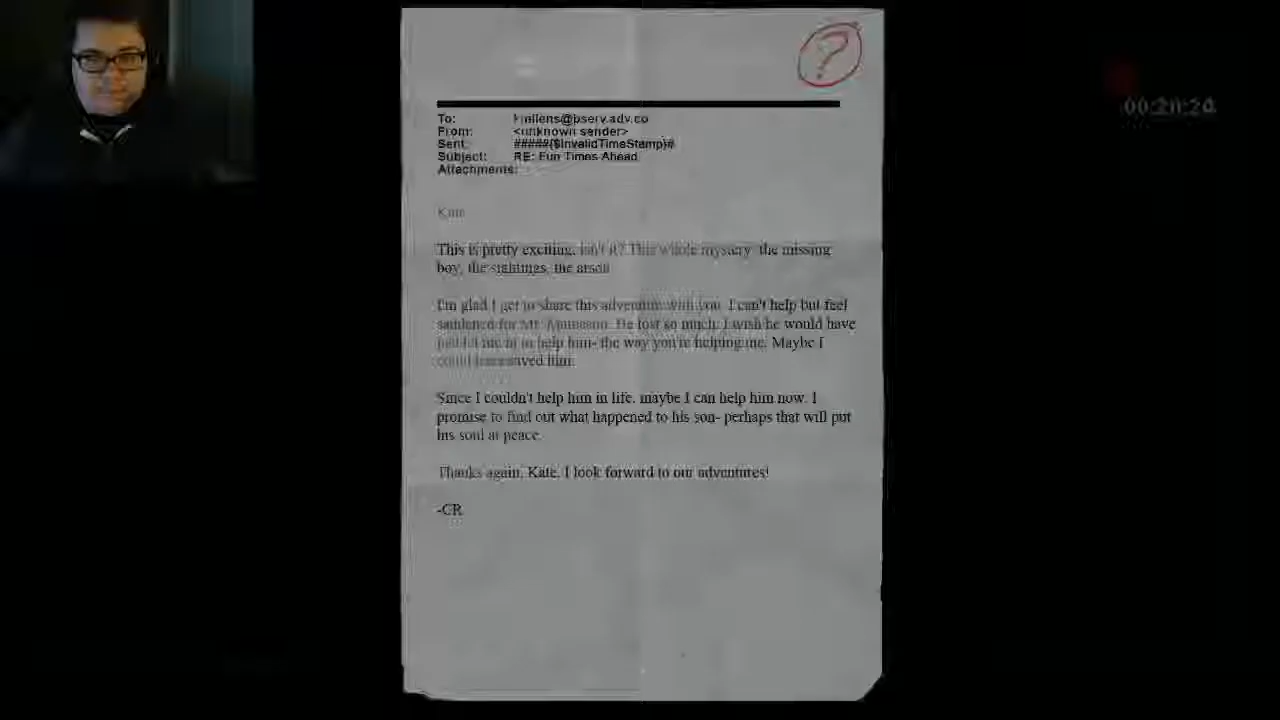 ?
00:20:24
To: kmilens@bserv.adv.co
From: <unknown sender>
Sent: #####{$InvalidTimeStamp}#
Subject: RE: Fun Times Ahead
Attachments:
Kate
This is pretty exciting, isn't it? This whole mystery- the missing
boy, the sightings, the arson
I'm glad I get to share this adventure with you. I can't help but feel
saddened for Mr. He lost so much. I wish he would have
just let me in to help him- the way you're helping me. Maybe I
could have saved him.
Since I couldn't help him in life, maybe I can help him now. I
promise to find out what happened to his son- perhaps that will put
his soul at peace.
Thanks again, Kate. I look forward to our adventures!
-CR